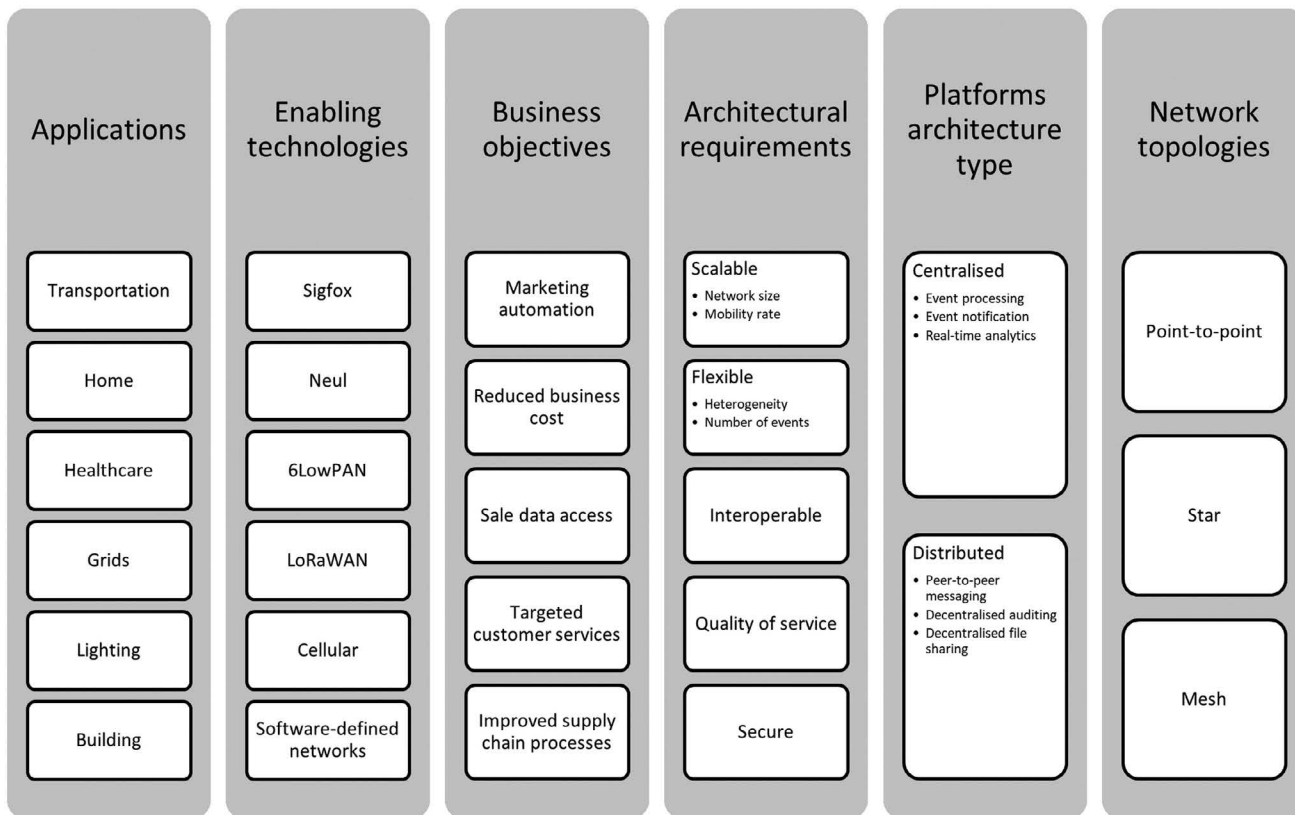 Applications
Transportation
Home
Healthcare
Grids
Lighting
Building
Enabling
technologies
Sigfox
Neul
6LowPAN
LoRaWAN
Cellular
Software-defined
networks
Business
objectives
Marketing
automation
Reduced business
cost
Sale data access
Targeted
customer services
Improved supply
chain processes
Architectural
requirements
Scalable
• Network size
• Mobility rate
Flexible
• Heterogeneity
• Number of events
Interoperable
Quality of service
Secure
Platforms
architecture
type
Centralised
• Event processing
• Event notification
• Real-time analytics
Distributed
• Peer-to-peer
messaging
• Decentralised auditing
• Decentralised file
sharing
Network
topologies
Point-to-point
Star
Mesh